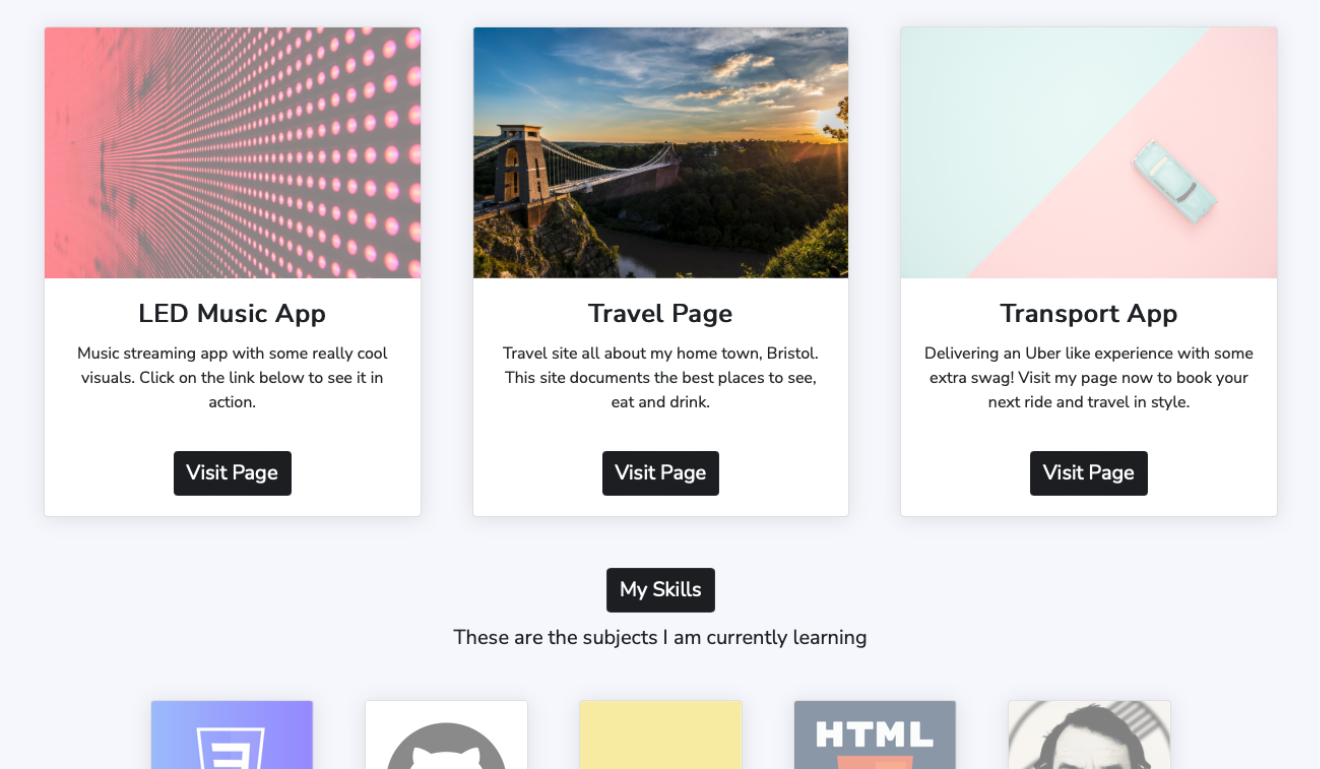 LED Music App
Music streaming app with some really cool
visuals. Click on the link below to see it in
action.
Visit Page
Travel Page
Travel site all about my home town, Bristol.
This site documents the best places to see,
eat and drink.
Visit Page
Transport App
Delivering an Uber like experience with some
extra swag! Visit my page now to book your
next ride and travel in style.
Visit Page
My Skills
These are the subjects I am currently learning
HTML